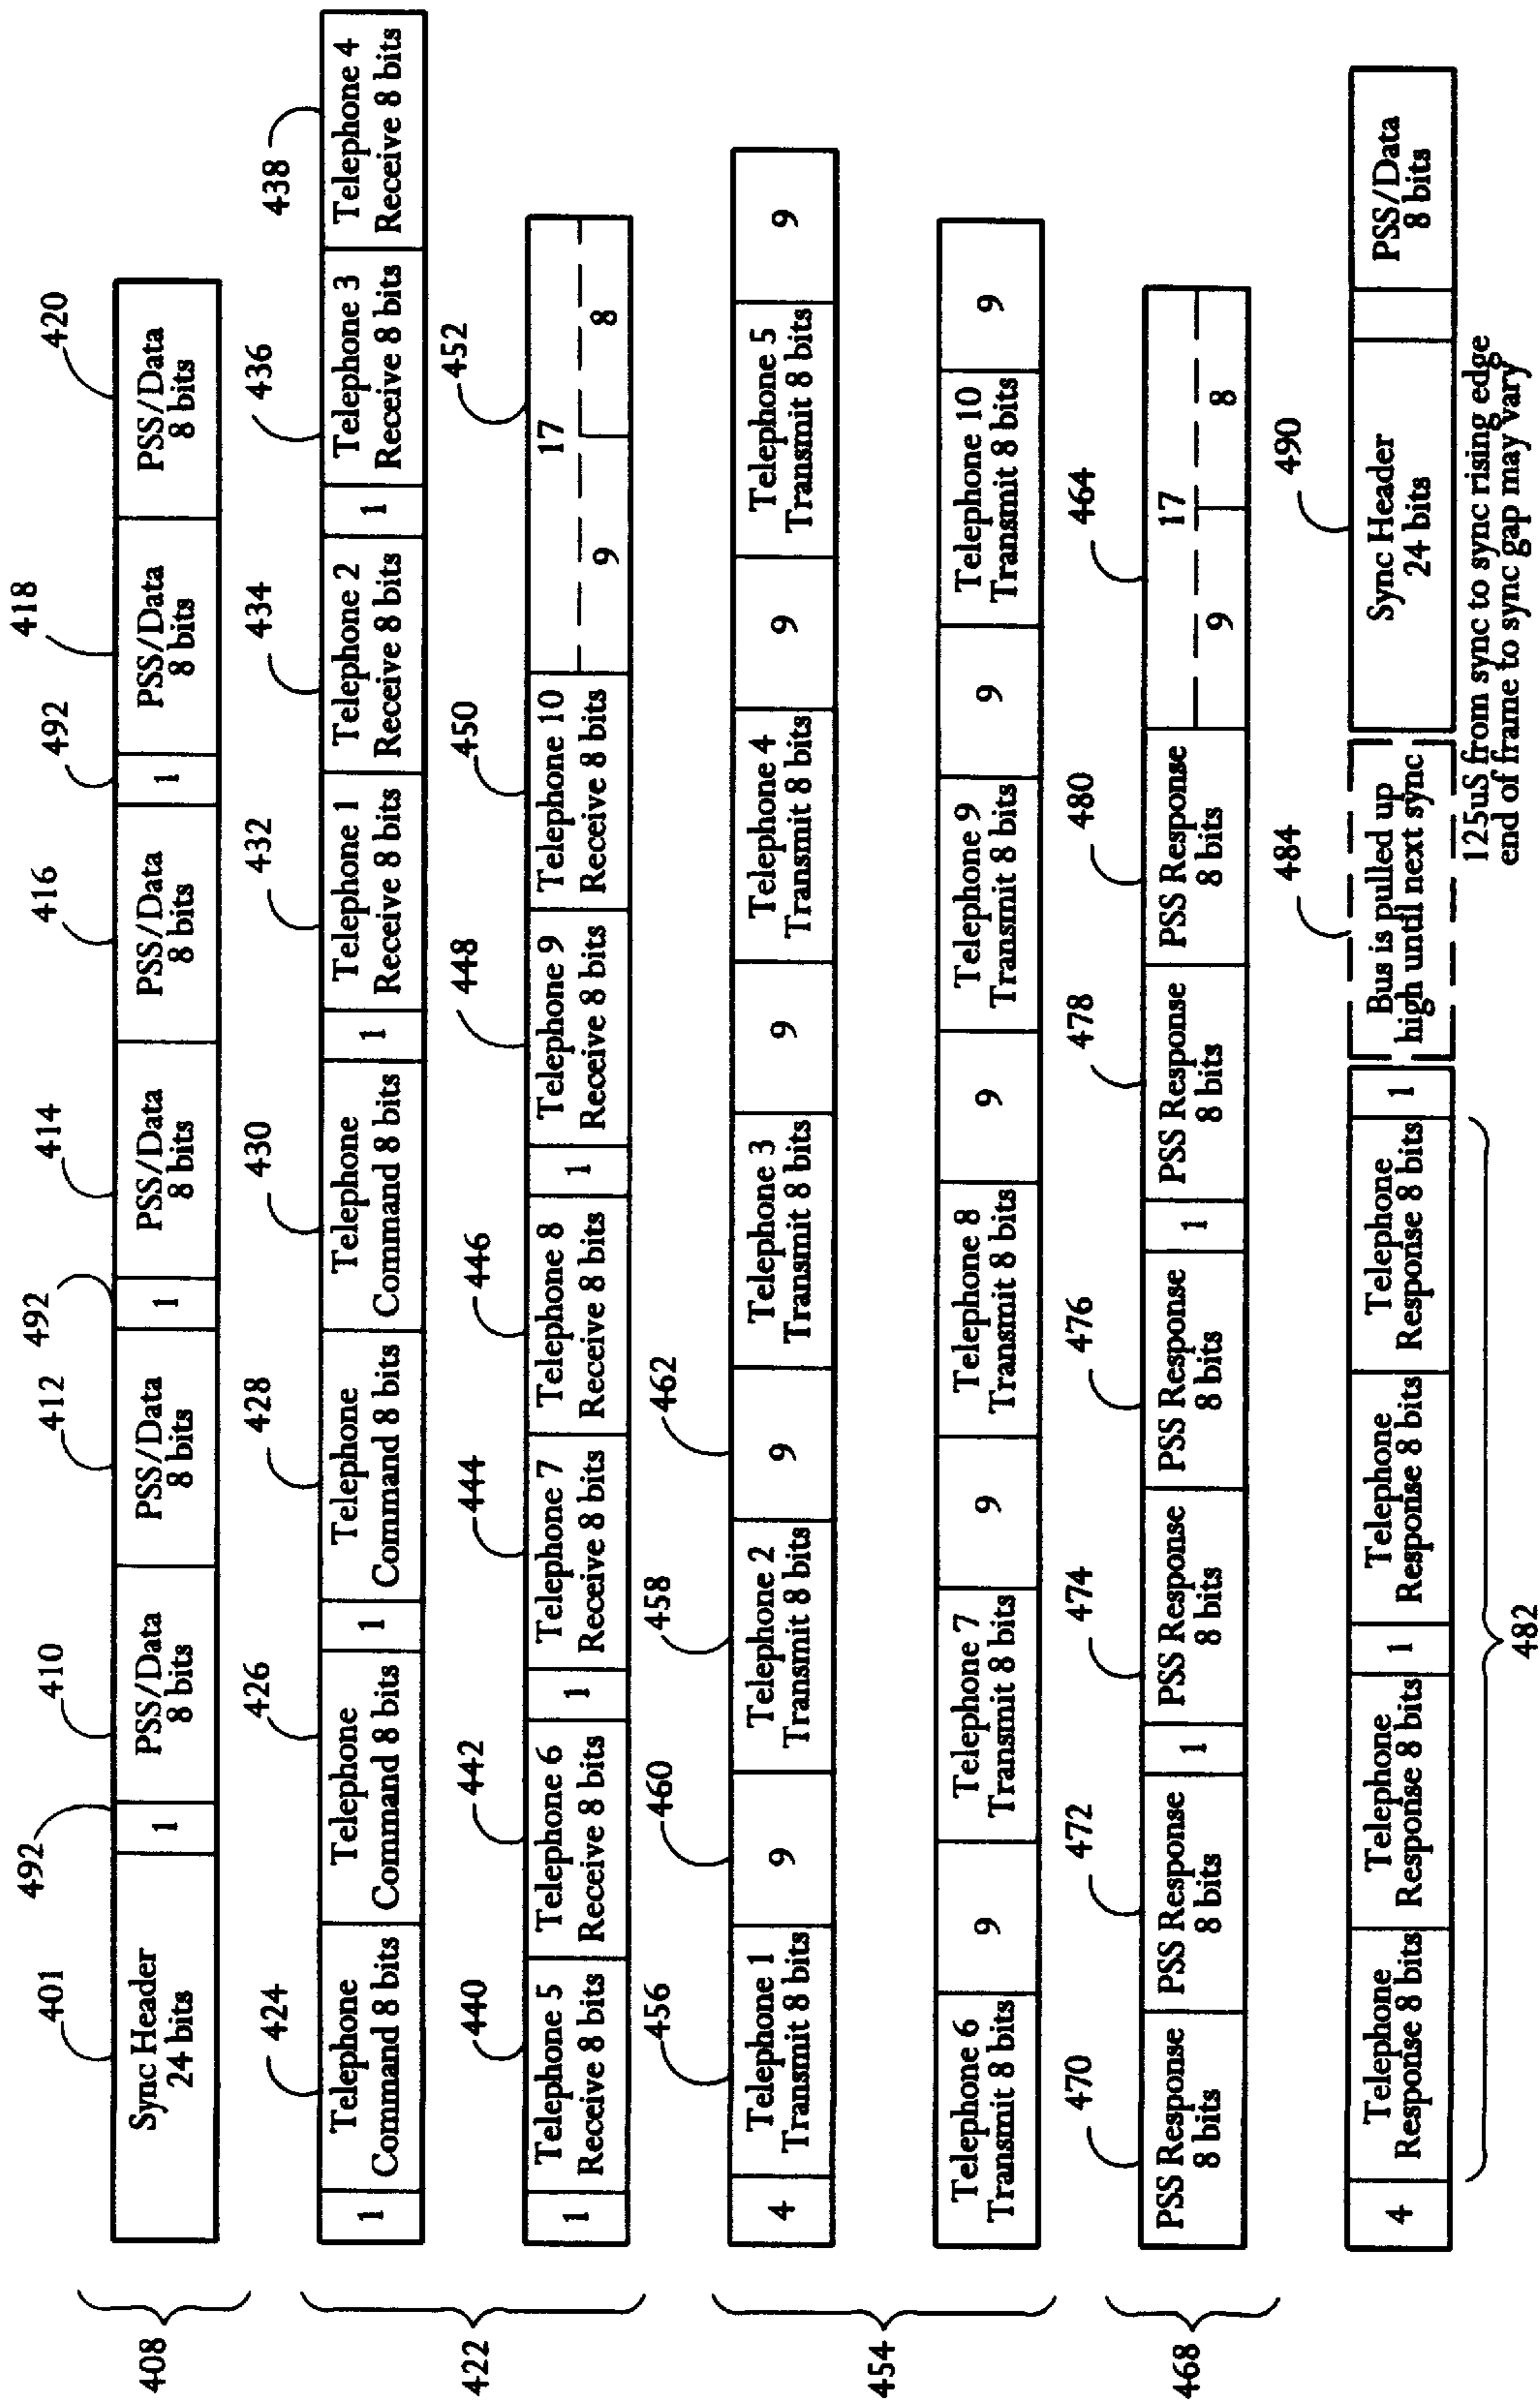 401
492
410
412
492
414
416
492
418
420
Sync Header
24 bits
1
PSS/Data
8 bits
PSS/Data
8 bits
1
PSS/Data
8 bits
PSS/Data
8 bits
1
PSS/Data
8 bits
PSS/Data
8 bits
408
424
426
428
430
432
434
436
438
1
Telephone
Command 8 bits
Telephone
Command 8 bits
1
Telephone
Command 8 bits
Telephone
Command 8 bits
1
Telephone 1
Receive 8 bits
Telephone 2
Receive 8 bits
1
Telephone 3
Receive 8 bits
Telephone 4
Receive 8 bits
422
440
442
444
446
448
450
452
1
Telephone 5
Receive 8 bits
Telephone 6
Receive 8 bits
1
Telephone 7
Receive 8 bits
Telephone 8
Receive 8 bits
1
Telephone 9
Receive 8 bits
Telephone 10
Receive 8 bits
17
9
8
456
460
458
462
4
Telephone 1
Transmit 8 bits
9
Telephone 2
Transmit 8 bits
9
Telephone 3
Transmit 8 bits
9
Telephone 4
Transmit 8 bits
9
Telephone 5
Transmit 8 bits
9
454
Telephone 6
Transmit 8 bits
9
Telephone 7
Transmit 8 bits
9
Telephone 8
Transmit 8 bits
9
Telephone 9
Transmit 8 bits
9
Telephone 10
Transmit 8 bits
9
470
472
474
476
478
480
464
PSS Response
8 bits
PSS Response
8 bits
1
PSS Response
8 bits
PSS Response
8 bits
1
PSS Response
8 bits
PSS Response
8 bits
17
9
8
468
484
490
4
Telephone
Response 8 bits
Telephone
Response 8 bits
1
Telephone
Response 8 bits
Telephone
Response 8 bits
1
Bus is pulled up
high until next sync
Sync Header
24 bits
PSS/Data
8 bits
482
125uS from sync to sync rising edge
end of frame to sync gap may vary